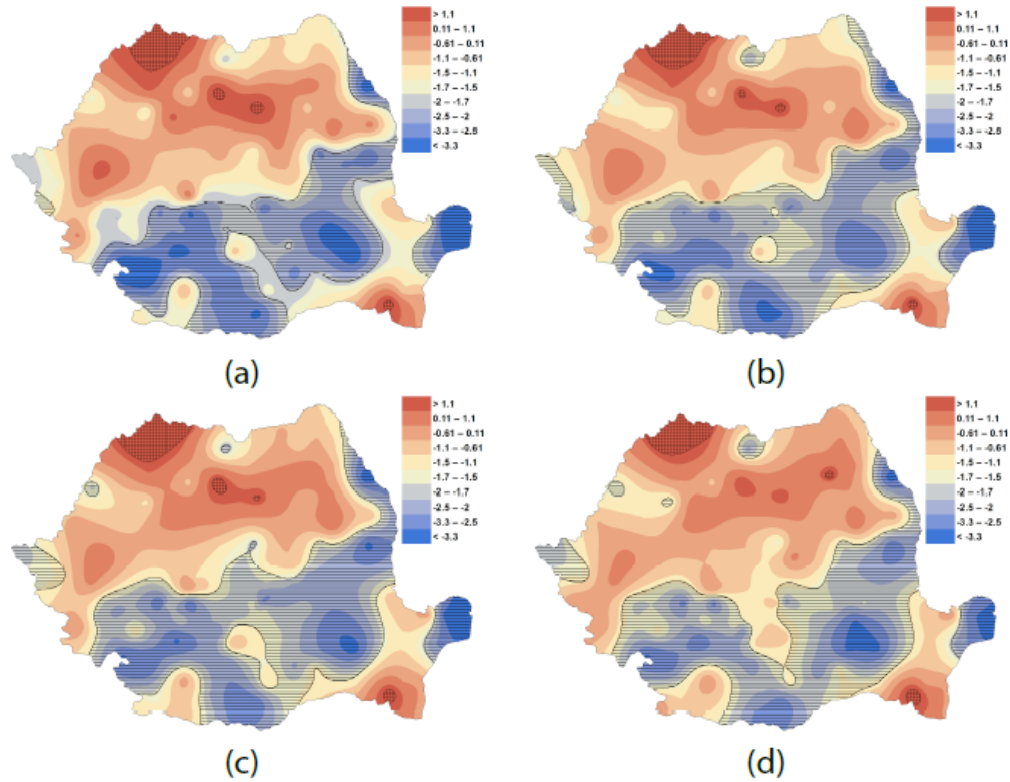 > 1.1
0.11 – 1.1
-0.61 – 0.11
-1.1 – -0.61
-1.5 – -1.1
-1.7 – -1.5
-2 – -1.7
-2.5 – -2
-3.3 – -2.5
< -3.3
> 1.1
0.11 – 1.1
-0.61 – 0.11
-1.1 – -0.61
-1.5 – -1.1
-1.7 – -1.5
-2 – -1.7
-2.5 – -2
-3.3 – -2.5
< -3.3
(a)
(b)
> 1.1
0.11 – 1.1
-0.61 – 0.11
-1.1 – -0.61
-1.5 – -1.1
-1.7 – -1.5
-2 – -1.7
-2.5 – -2
-3.3 – -2.5
< -3.3
> 1.1
0.11 – 1.1
-0.61 – 0.11
-1.1 – -0.61
-1.5 – -1.1
-1.7 – -1.5
-2 – -1.7
-2.5 – -2
-3.3 – -2.5
< -3.3
(c)
(d)